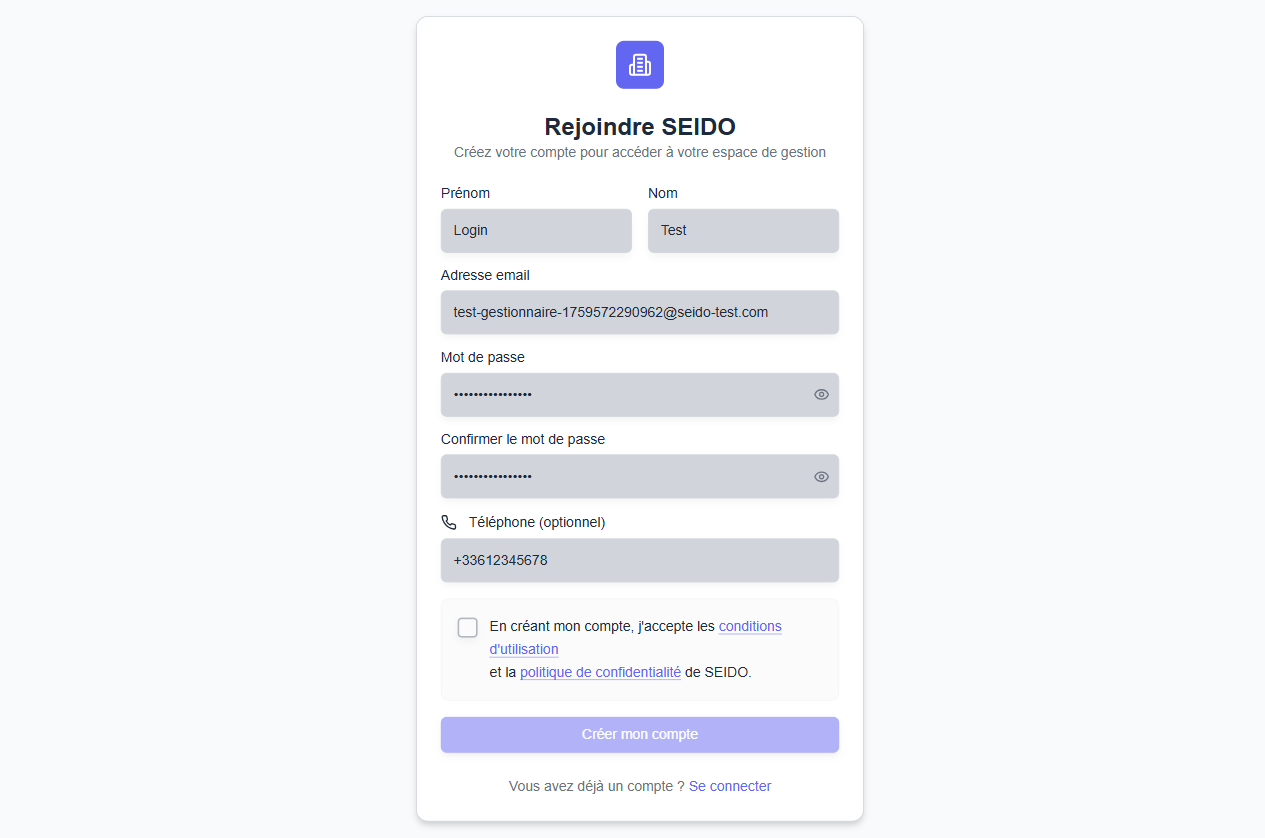 Rejoindre SEIDO
Créez votre compte pour accéder à votre espace de gestion
Prénom
Nom
Login
Test
Adresse email
test-gestionnaire-1759572290962@seido-test.com
Mot de passe
••••••••••••••••
Confirmer le mot de passe
••••••••••••••••
Téléphone (optionnel)
+33612345678
En créant mon compte, j'accepte les conditions
d'utilisation
et la politique de confidentialité de SEIDO.
Créer mon compte
Vous avez déjà un compte ? Se connecter